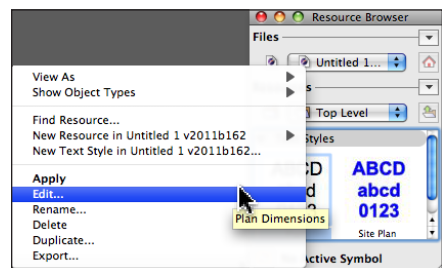 Resource Browser
Files
Untitled 1...
View As
Show Object Types
s
Top Level
Find Resource...
New Resource in Untitled 1 v2011b162
New Text Style in Untitled 1 v2011b162...
Styles
Apply
Edit...
Rename...
Delete
Duplicate...
Export...
CD
d
Plan Dimensions
ABCD
abcd
0123
Site Plan
Active Symbol